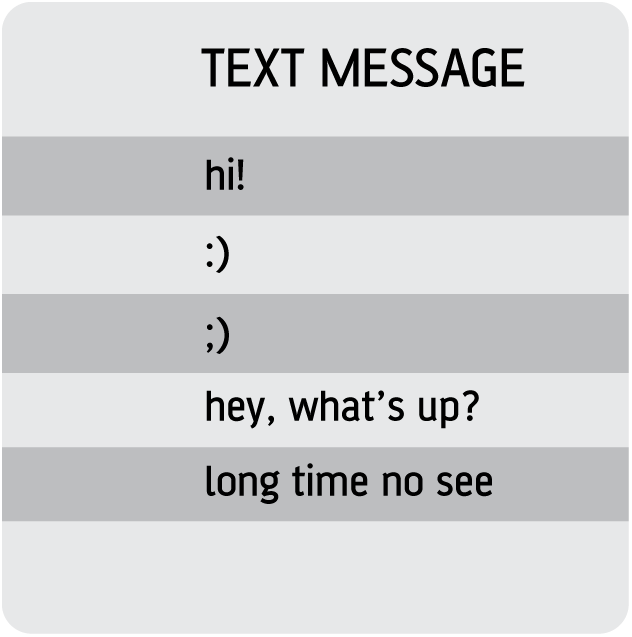 TEXT MESSAGE
hi!
:)
;)
hey, what’s up?
long time no see